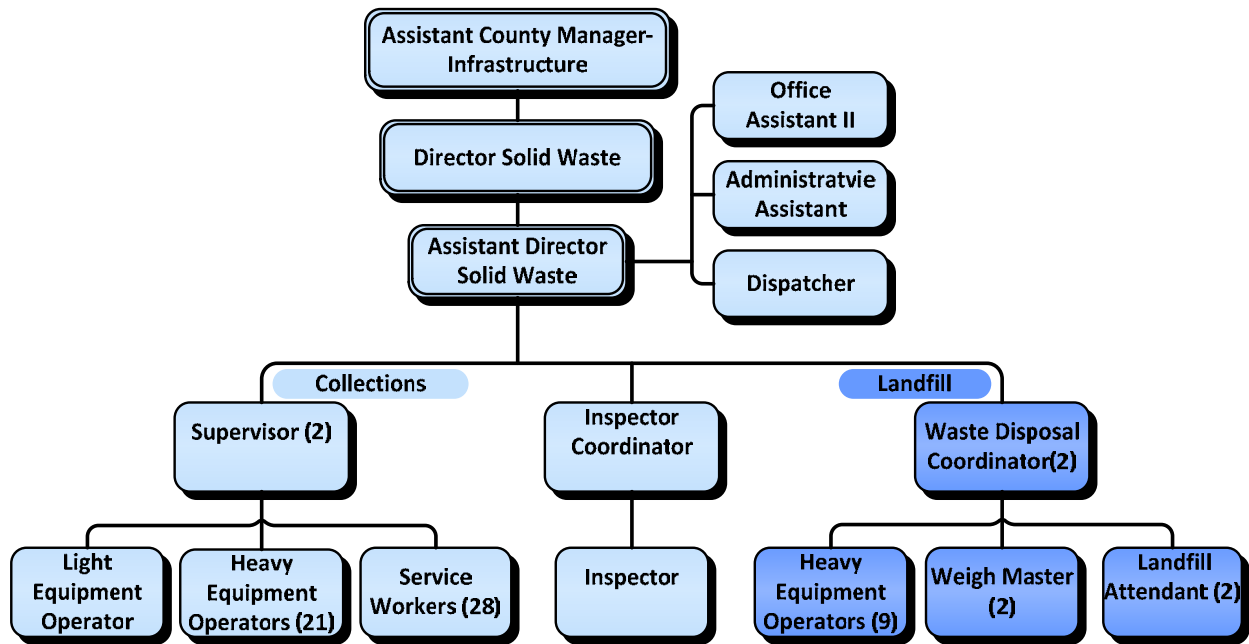 Assistant County Manager-
Infrastructure
Office
Assistant II
Director Solid Waste
Administratvie
Assistant
Assistant Director
Solid Waste
Dispatcher
Collections
Landfill
Supervisor (2)
Inspector
Coordinator
Waste Disposal
Coordinator(2)
Light
Equipment
Operator
Heavy
Equipment
Operators (21)
Service
Workers (28)
Inspector
Heavy
Equipment
Operators (9)
Weigh Master
(2)
Landfill
Attendant (2)